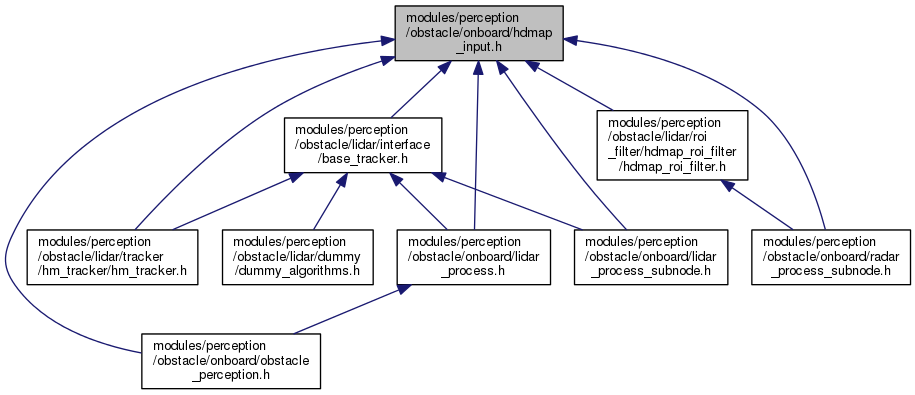 modules/perception
/obstacle/onboard/hdmap
_input.h
modules/perception
/obstacle/lidar/interface
/base_tracker.h
modules/perception
/obstacle/lidar/roi
_filter/hdmap_roi_filter
/hdmap_roi_filter.h
modules/perception
/obstacle/lidar/tracker
/hm_tracker/hm_tracker.h
modules/perception
/obstacle/lidar/dummy
/dummy_algorithms.h
modules/perception
/obstacle/onboard/lidar
_process.h
modules/perception
/obstacle/onboard/lidar
_process_subnode.h
modules/perception
/obstacle/onboard/radar
_process_subnode.h
modules/perception
/obstacle/onboard/obstacle
_perception.h